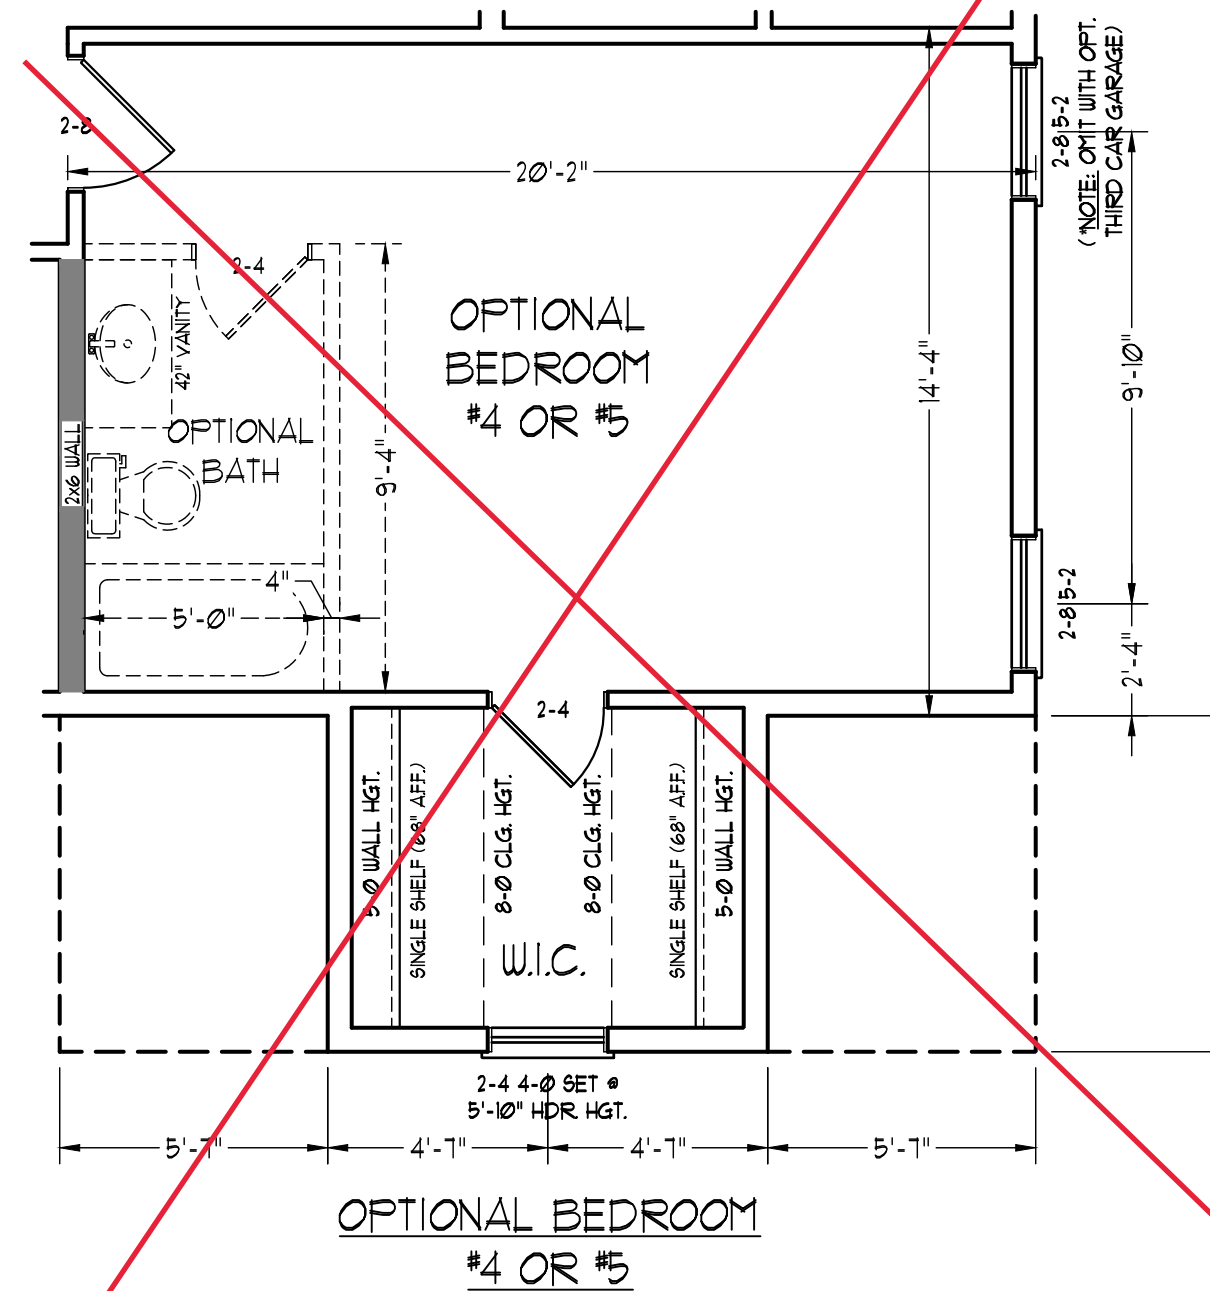 (*NOTE: OMIT WITH OPT.
THIRD CAR GARAGE)
2-8|5-2
2-8
20'-2"
2-4
42" VANITY
OPTIONAL
BEDROOM
#4 OR #5
14'-4"
9'-10"
OPTIONAL
BATH
2x6 WALL
9'-4"
4"
5'-0"
2-8|5-2
2'-4"
2-4
5-0 WALL HGT.
SINGLE SHELF (68" A.F.F.)
8-0 CLG. HGT.
8-0 CLG. HGT.
SINGLE SHELF (68" A.F.F.)
5-0 WALL HGT.
W.I.C.
2-4 4-0 SET @
5'-10" HDR. HGT.
5'-7"
4'-7"
4'-7"
5'-7"
OPTIONAL BEDROOM
#4 OR #5